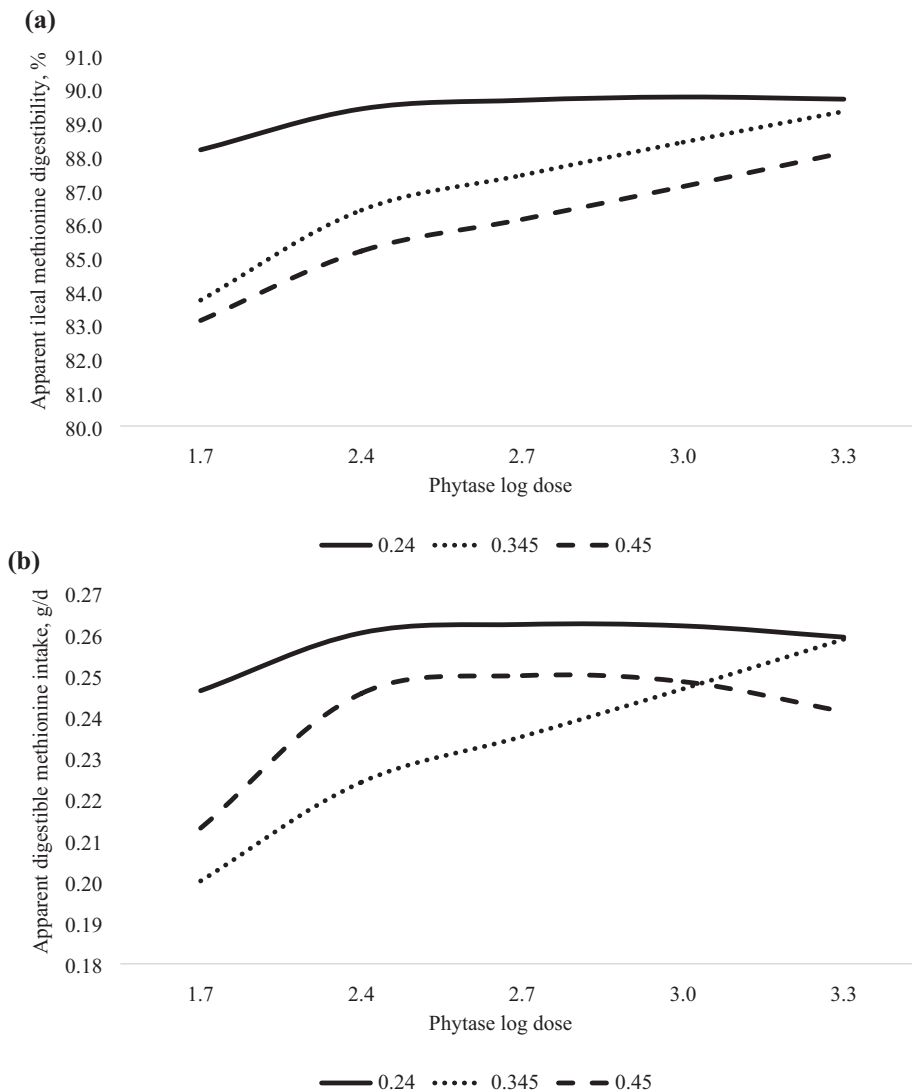 (a)
Apparent ileal methionine digestibility, %
91.0
90.0
89.0
88.0
87.0
86.0
85.0
84.0
83.0
82.0
81.0
80.0
1.7 2.4 2.7 3.0 3.3
Phytase log dose
0.24 0.345 0.45
(b)
Apparent digestible methionine intake, g/d
0.27
0.26
0.25
0.24
0.23
0.22
0.21
0.20
0.19
0.18
1.7 2.4 2.7 3.0 3.3
Phytase log dose
0.24 0.345 0.45